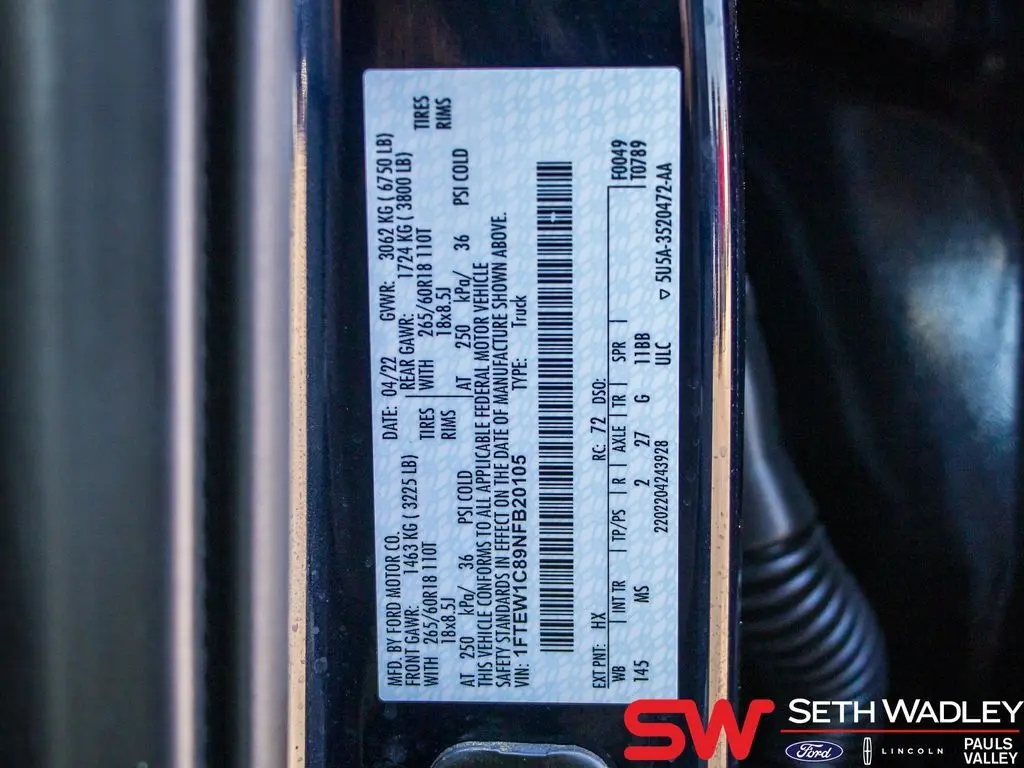 MFD. BY FORD MOTOR CO. DATE: 04/22 GVWR: 3062 KG ( 6750 LB)
FRONT GAWR: 1463 KG ( 3225 LB) REAR GAWR: 1724 KG ( 3800 LB)
WITH 265/60R18 110T TIRES WITH 265/60R18 110T TIRES
18x8.5J RIMS 18x8.5J RIMS
AT 250 kPa/ 36 PSI COLD AT 250 kPa/ 36 PSI COLD
THIS VEHICLE CONFORMS TO ALL APPLICABLE FEDERAL MOTOR VEHICLE
SAFETY STANDARDS IN EFFECT ON THE DATE OF MANUFACTURE SHOWN ABOVE.
VIN: 1FTEW1C89NFB20105 TYPE: Truck
EXT PNT: HX RC: 72 DSO: F0049
WB INT TR TP/PS R AXLE TR SPR T0789
145 MS 2 27 G 11BB
2202204243928 ULC ▽ 5U5A-3520472-AA
SW SETH WADLEY
Ford LINCOLN PAULS
VALLEY